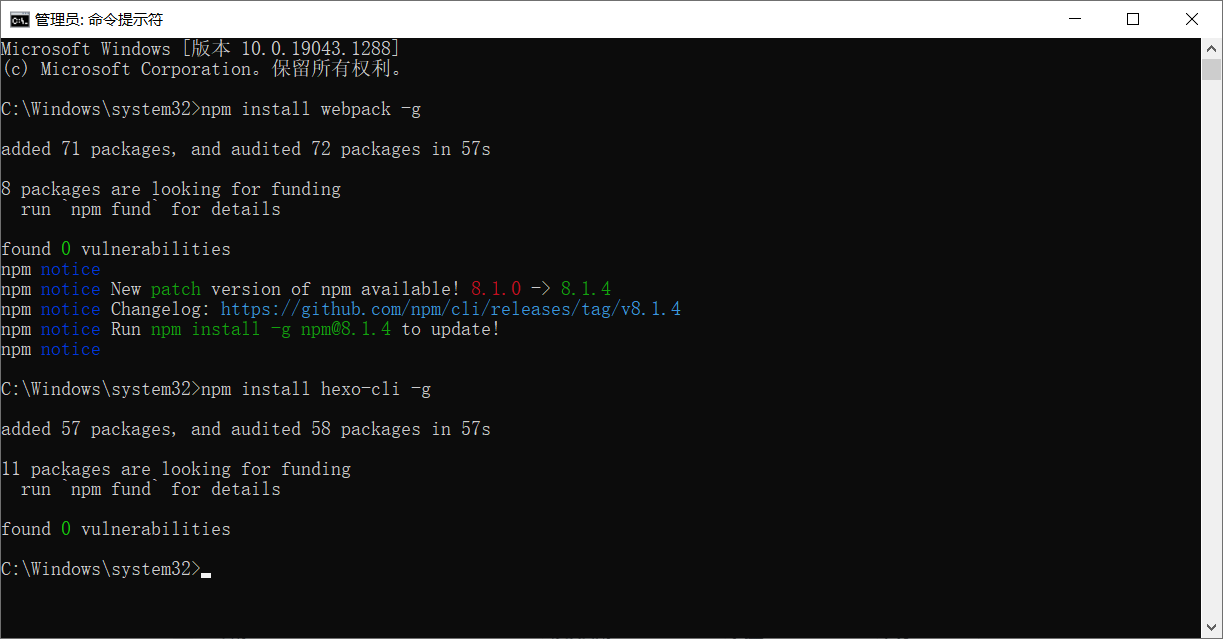 管理员: 命令提示符
Microsoft Windows [版本 10.0.19043.1288]
(c) Microsoft Corporation。保留所有权利。
C:\Windows\system32>npm install webpack -g
added 71 packages, and audited 72 packages in 57s
8 packages are looking for funding
  run `npm fund` for details
found 0 vulnerabilities
npm notice
npm notice New patch version of npm available! 8.1.0 -> 8.1.4
npm notice Changelog: https://github.com/npm/cli/releases/tag/v8.1.4
npm notice Run npm install -g npm@8.1.4 to update!
npm notice
C:\Windows\system32>npm install hexo-cli -g
added 57 packages, and audited 58 packages in 57s
11 packages are looking for funding
  run `npm fund` for details
found 0 vulnerabilities
C:\Windows\system32>